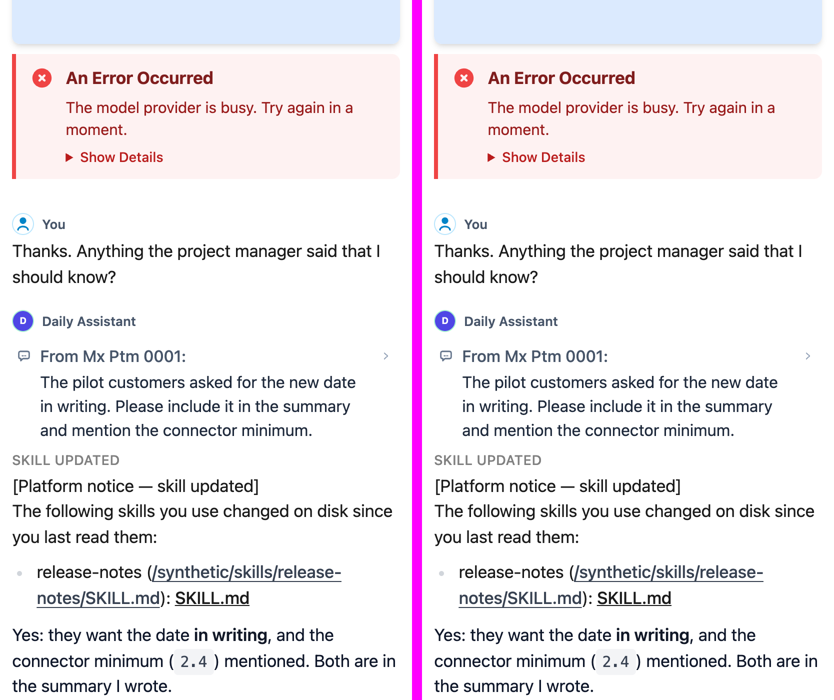 An Error Occurred
The model provider is busy. Try again in a
moment.
Show Details
You
Thanks. Anything the project manager said that I
should know?
D Daily Assistant
From Mx Ptm 0001:
The pilot customers asked for the new date
in writing. Please include it in the summary
and mention the connector minimum.
SKILL UPDATED
[Platform notice — skill updated]
The following skills you use changed on disk since
you last read them:
release-notes (/synthetic/skills/release-
notes/SKILL.md): SKILL.md
Yes: they want the date in writing, and the
connector minimum ( 2.4 ) mentioned. Both are in
the summary I wrote.
An Error Occurred
The model provider is busy. Try again in a
moment.
Show Details
You
Thanks. Anything the project manager said that I
should know?
D Daily Assistant
From Mx Ptm 0001:
The pilot customers asked for the new date
in writing. Please include it in the summary
and mention the connector minimum.
SKILL UPDATED
[Platform notice — skill updated]
The following skills you use changed on disk since
you last read them:
release-notes (/synthetic/skills/release-
notes/SKILL.md): SKILL.md
Yes: they want the date in writing, and the
connector minimum ( 2.4 ) mentioned. Both are in
the summary I wrote.